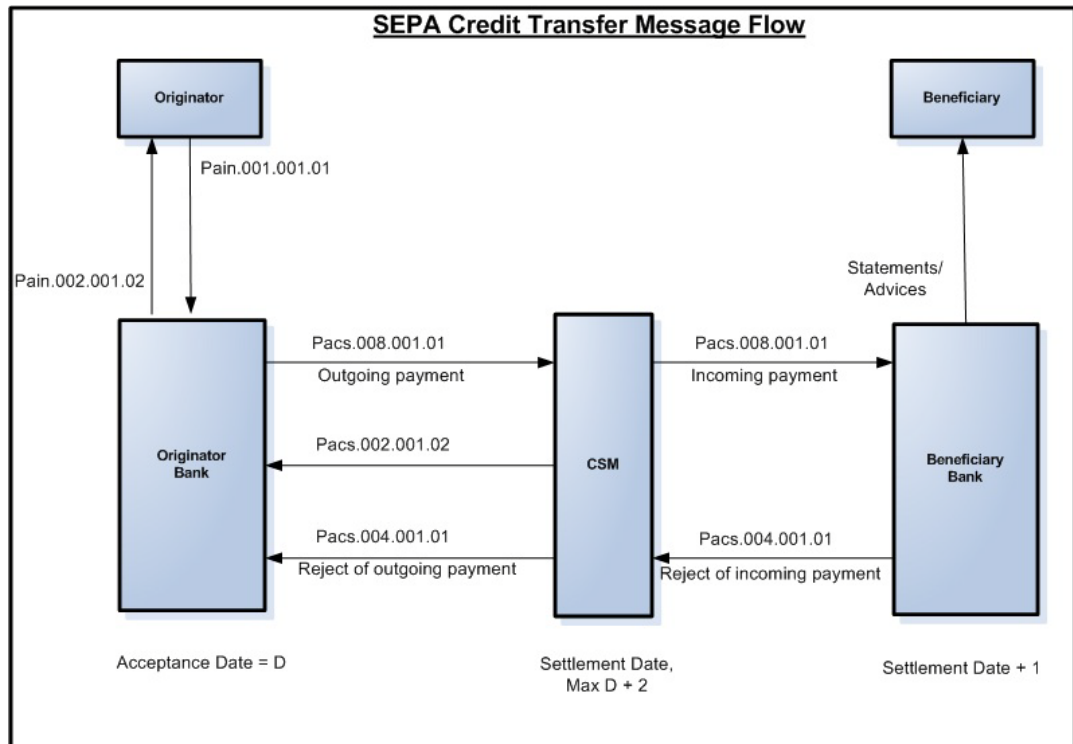 SEPA Credit Transfer Message Flow
Originator
Beneficiary
Pain.001.001.01
Pain.002.001.02
Statements/
Advices
Pacs.008.001.01
Outgoing payment
Pacs.008.001.01
Incoming payment
Pacs.002.001.02
Originator
Bank
CSM
Beneficiary
Bank
Pacs.004.001.01
Reject of outgoing payment
Pacs.004.001.01
Reject of incoming payment
Acceptance Date = D
Settlement Date,
Max D + 2
Settlement Date + 1